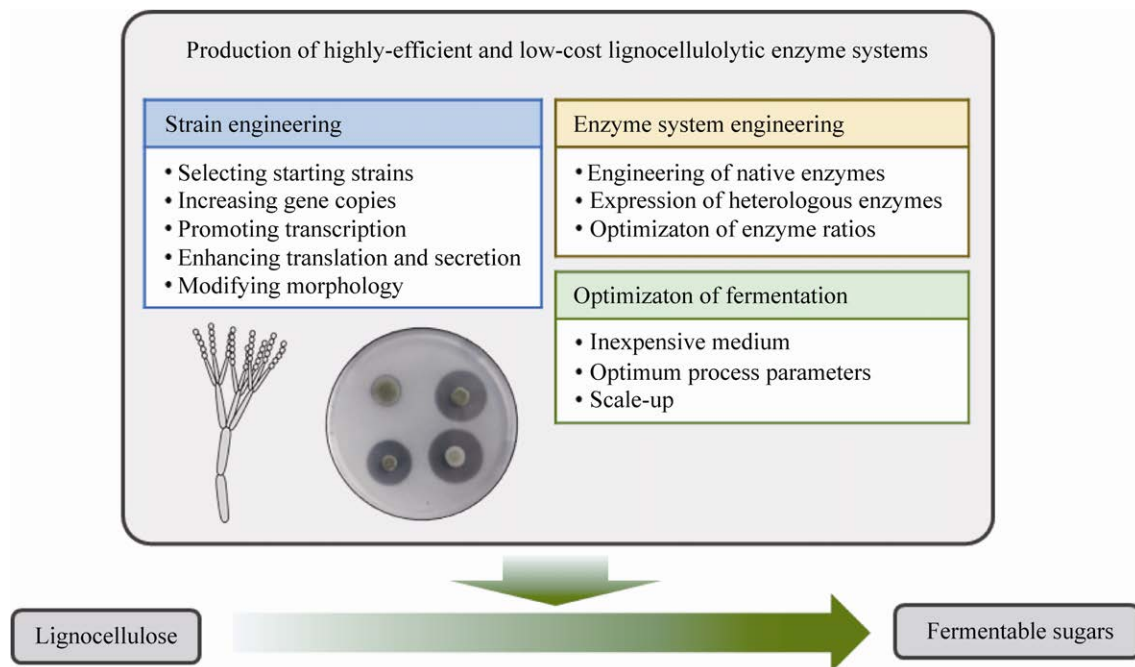 Production of highly-efficient and low-cost lignocellulolytic enzyme systems
Strain engineering
• Selecting starting strains
• Increasing gene copies
• Promoting transcription
• Enhancing translation and secretion
• Modifying morphology
Enzyme system engineering
• Engineering of native enzymes
• Expression of heterologous enzymes
• Optimizaton of enzyme ratios
Optimizaton of fermentation
• Inexpensive medium
• Optimum process parameters
• Scale-up
Lignocellulose
Fermentable sugars